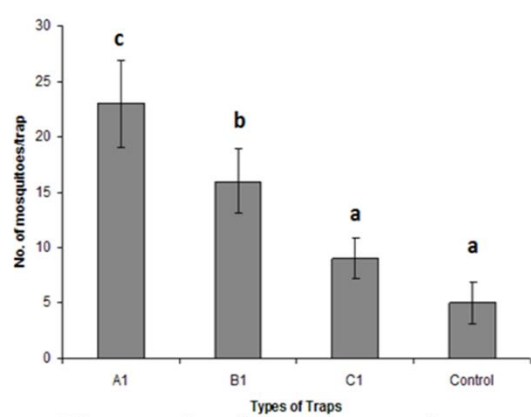 30
25
20
15
10
5
0
No. of mosquitoes/trap
c
b
a
a
A1 B1 C1 Control
Types of Traps